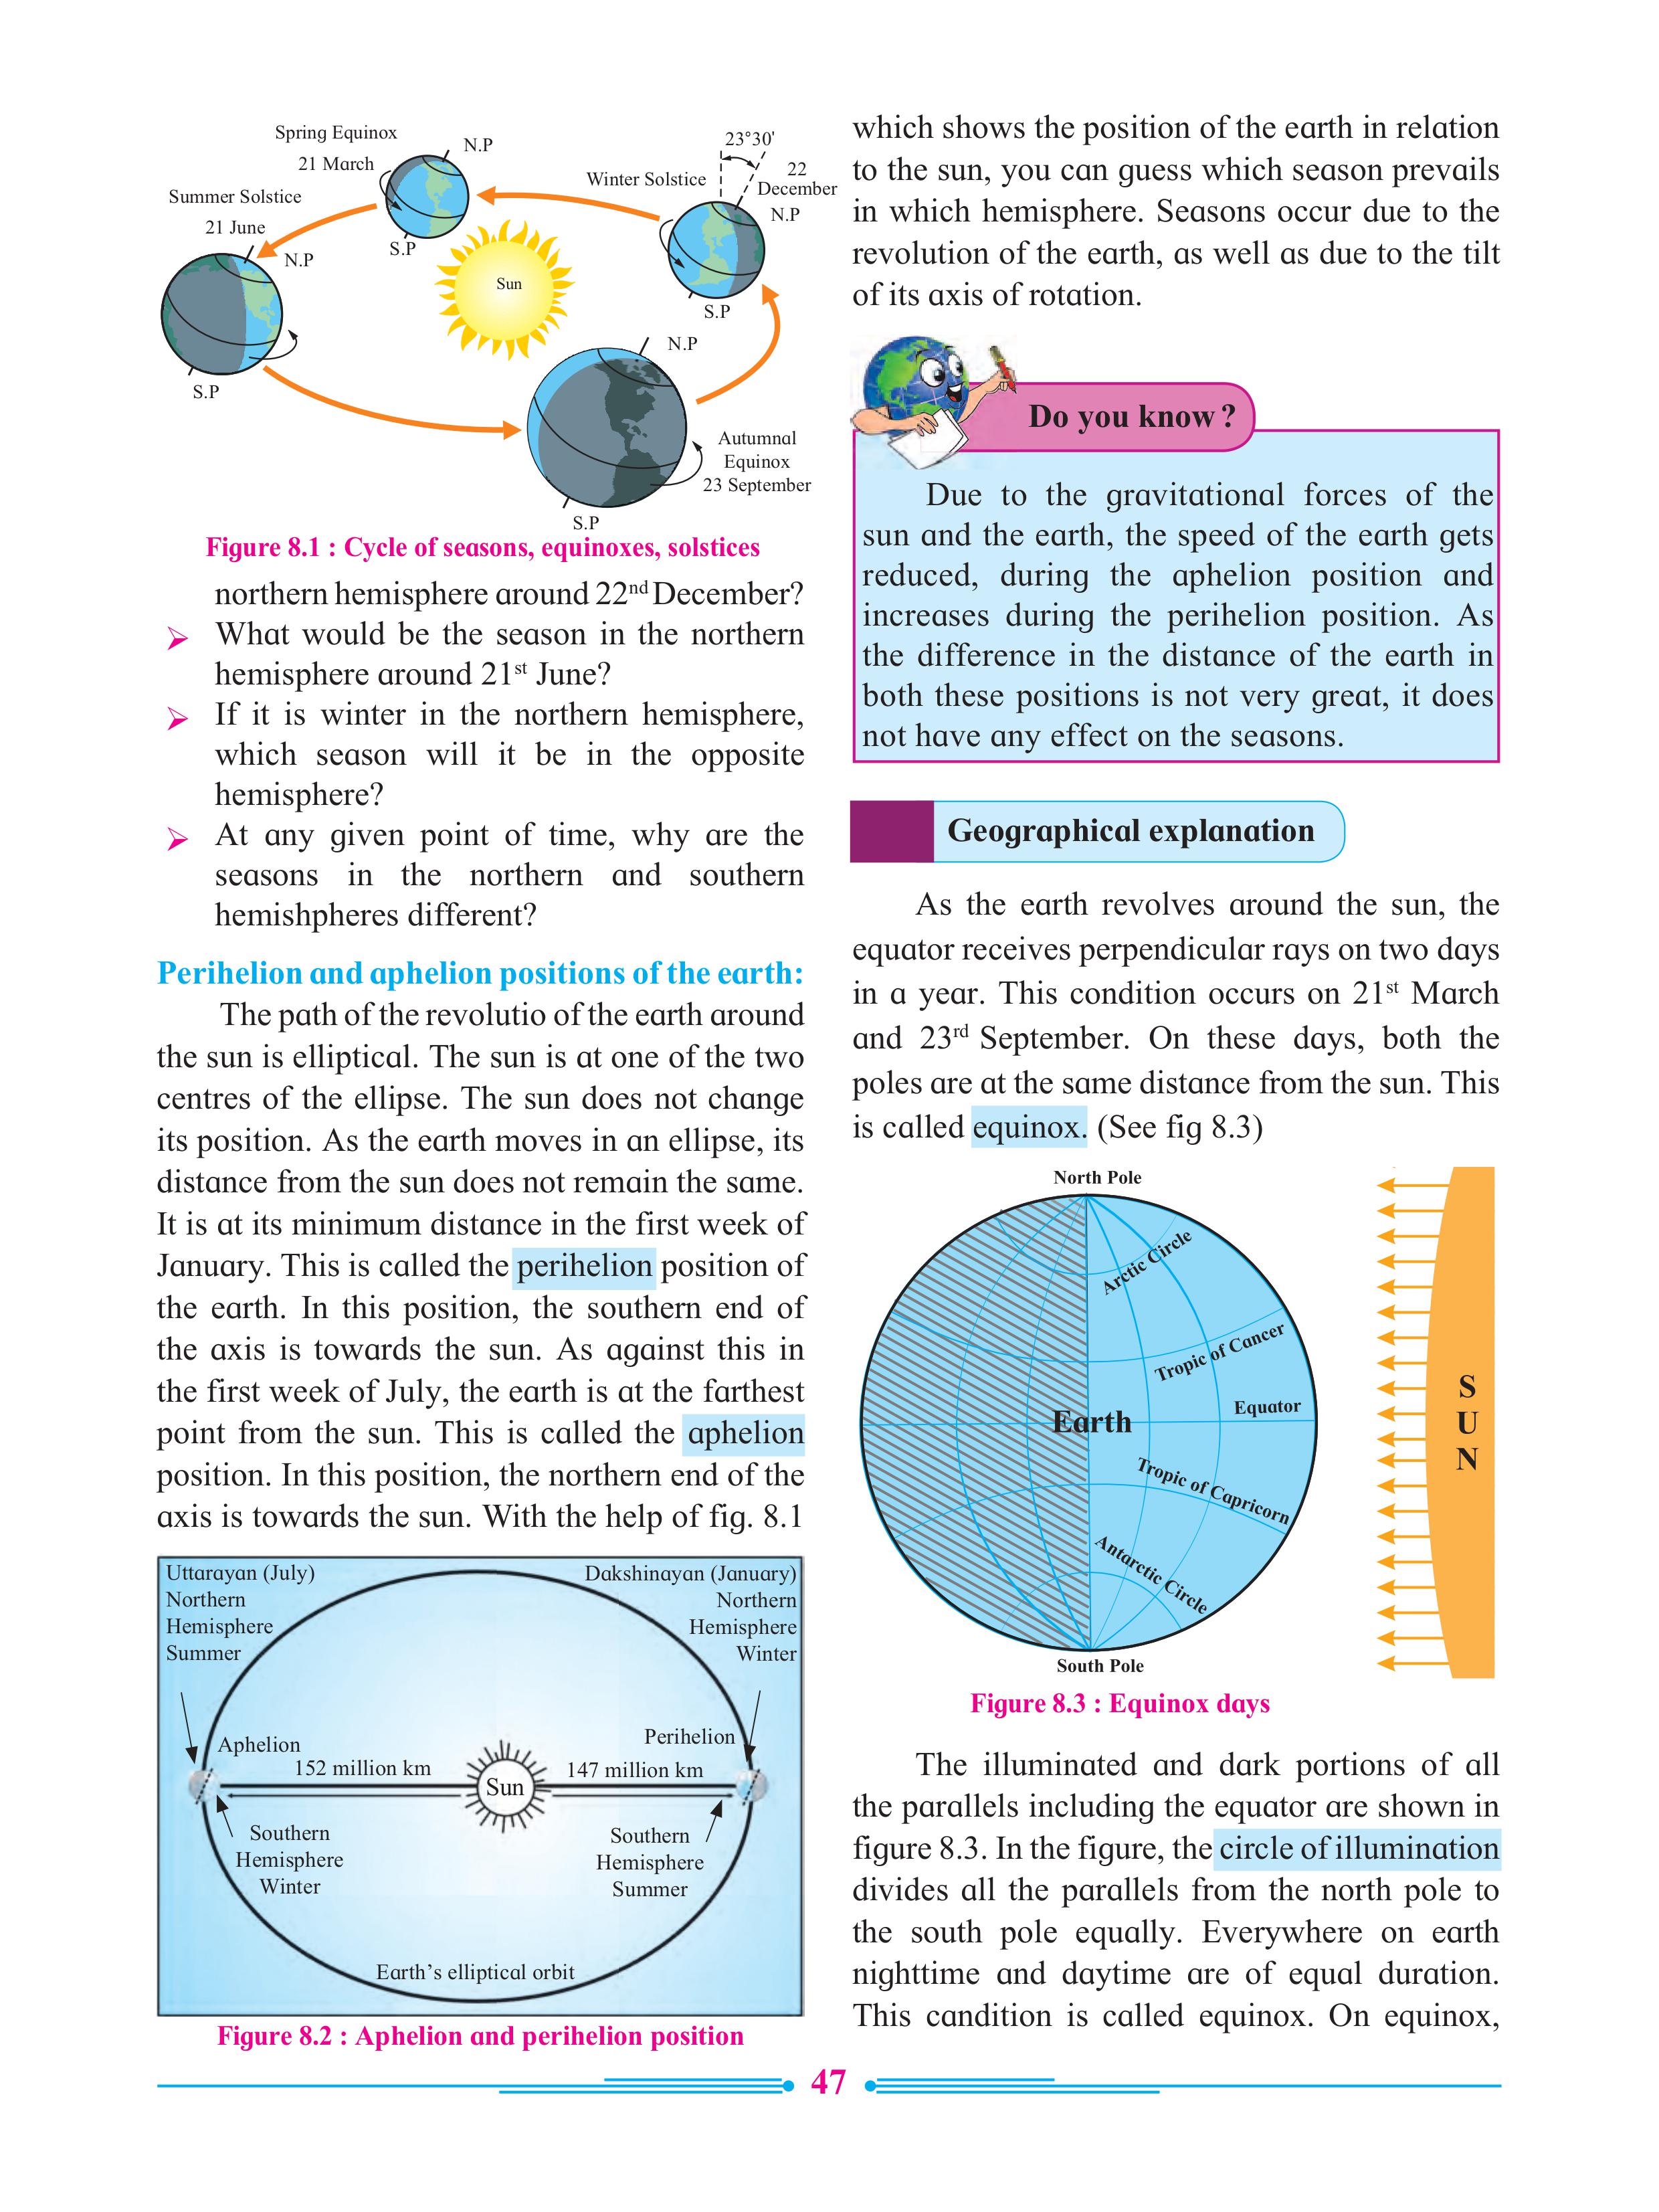 Spring Equinox
21 March
N.P
S.P
Summer Solstice
21 June
N.P
S.P
Sun
23°30'
Winter Solstice
22
December
N.P
S.P
N.P
Autumnal
Equinox
23 September
S.P
Figure 8.1 : Cycle of seasons, equinoxes, solstices
northern hemisphere around 22nd December?
➢ What would be the season in the northern
hemisphere around 21st June?
➢ If it is winter in the northern hemisphere,
which season will it be in the opposite
hemisphere?
➢ At any given point of time, why are the
seasons in the northern and southern
hemishpheres different?
Perihelion and aphelion positions of the earth:
The path of the revolutio of the earth around
the sun is elliptical. The sun is at one of the two
centres of the ellipse. The sun does not change
its position. As the earth moves in an ellipse, its
distance from the sun does not remain the same.
It is at its minimum distance in the first week of
January. This is called the perihelion position of
the earth. In this position, the southern end of
the axis is towards the sun. As against this in
the first week of July, the earth is at the farthest
point from the sun. This is called the aphelion
position. In this position, the northern end of the
axis is towards the sun. With the help of fig. 8.1
Uttarayan (July)
Northern
Hemisphere
Summer
Dakshinayan (January)
Northern
Hemisphere
Winter
Aphelion
152 million km
Sun
Perihelion
147 million km
Southern
Hemisphere
Winter
Southern
Hemisphere
Summer
Earth's elliptical orbit
Figure 8.2 : Aphelion and perihelion position
which shows the position of the earth in relation
to the sun, you can guess which season prevails
in which hemisphere. Seasons occur due to the
revolution of the earth, as well as due to the tilt
of its axis of rotation.
Do you know ?
Due to the gravitational forces of the
sun and the earth, the speed of the earth gets
reduced, during the aphelion position and
increases during the perihelion position. As
the difference in the distance of the earth in
both these positions is not very great, it does
not have any effect on the seasons.
Geographical explanation
As the earth revolves around the sun, the
equator receives perpendicular rays on two days
in a year. This condition occurs on 21st March
and 23rd September. On these days, both the
poles are at the same distance from the sun. This
is called equinox. (See fig 8.3)
North Pole
Arctic Circle
Tropic of Cancer
Equator
Earth
Tropic of Capricorn
Antarctic Circle
South Pole
S
U
N
Figure 8.3 : Equinox days
The illuminated and dark portions of all
the parallels including the equator are shown in
figure 8.3. In the figure, the circle of illumination
divides all the parallels from the north pole to
the south pole equally. Everywhere on earth
nighttime and daytime are of equal duration.
This candition is called equinox. On equinox,
47